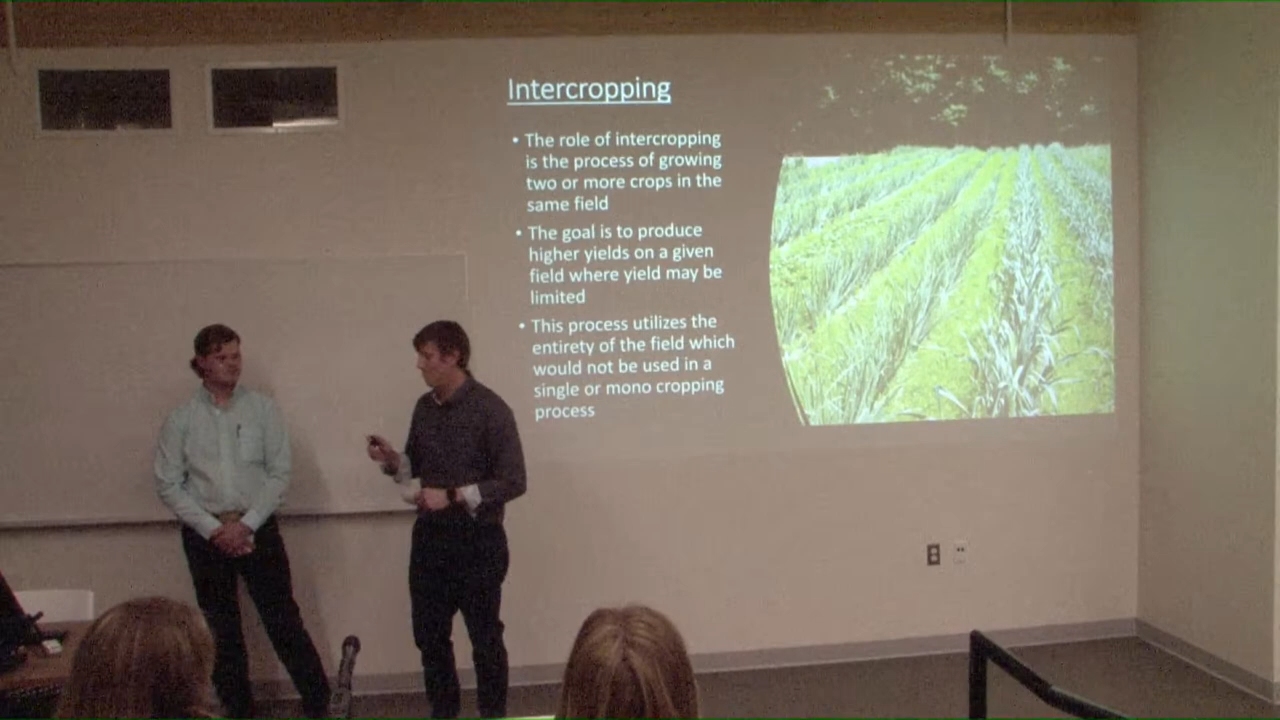 Intercropping
• The role of intercropping
is the process of growing
two or more crops in the
same field
• The goal is to produce
higher yields on a given
field where yield may be
limited
• This process utilizes the
entirety of the field which
would not be used in a
single or mono cropping
process